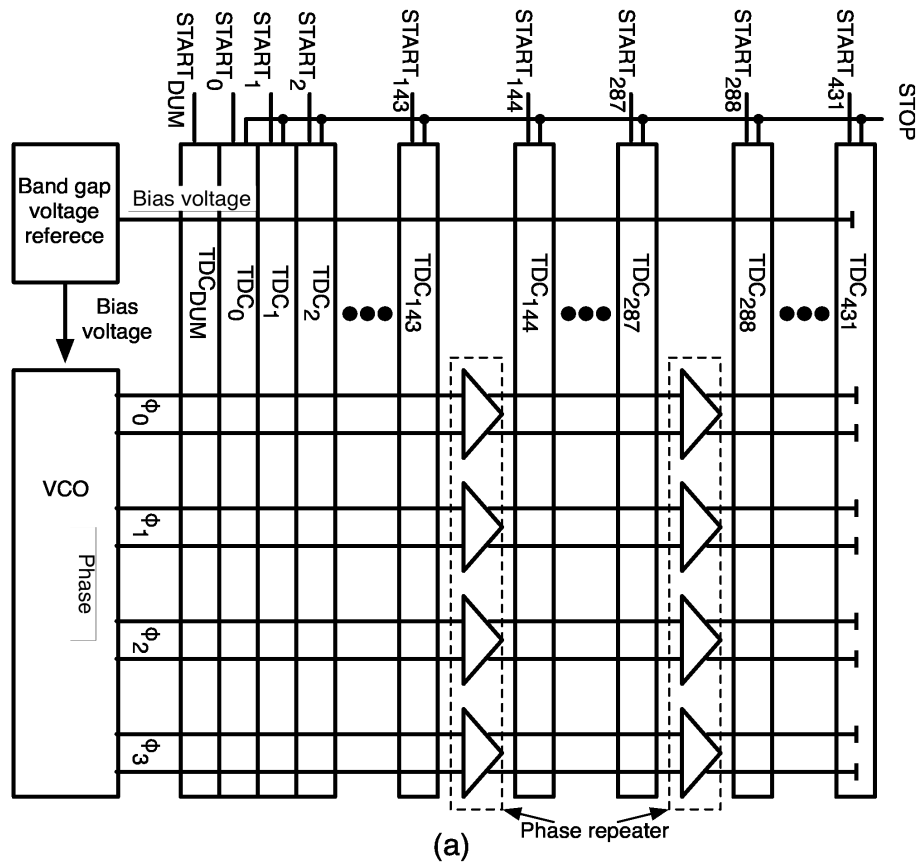 START_DUM
START_0
START_1
START_2
START_143
START_144
START_287
START_288
START_431
STOP
Band gap
voltage
referece
Bias voltage
Bias
voltage
TDC_DUM
TDC_0
TDC_1
TDC_2
TDC_143
TDC_144
TDC_287
TDC_288
TDC_431
VCO
Phase
Φ_0
Φ_1
Φ_2
Φ_3
Phase repeater
(a)